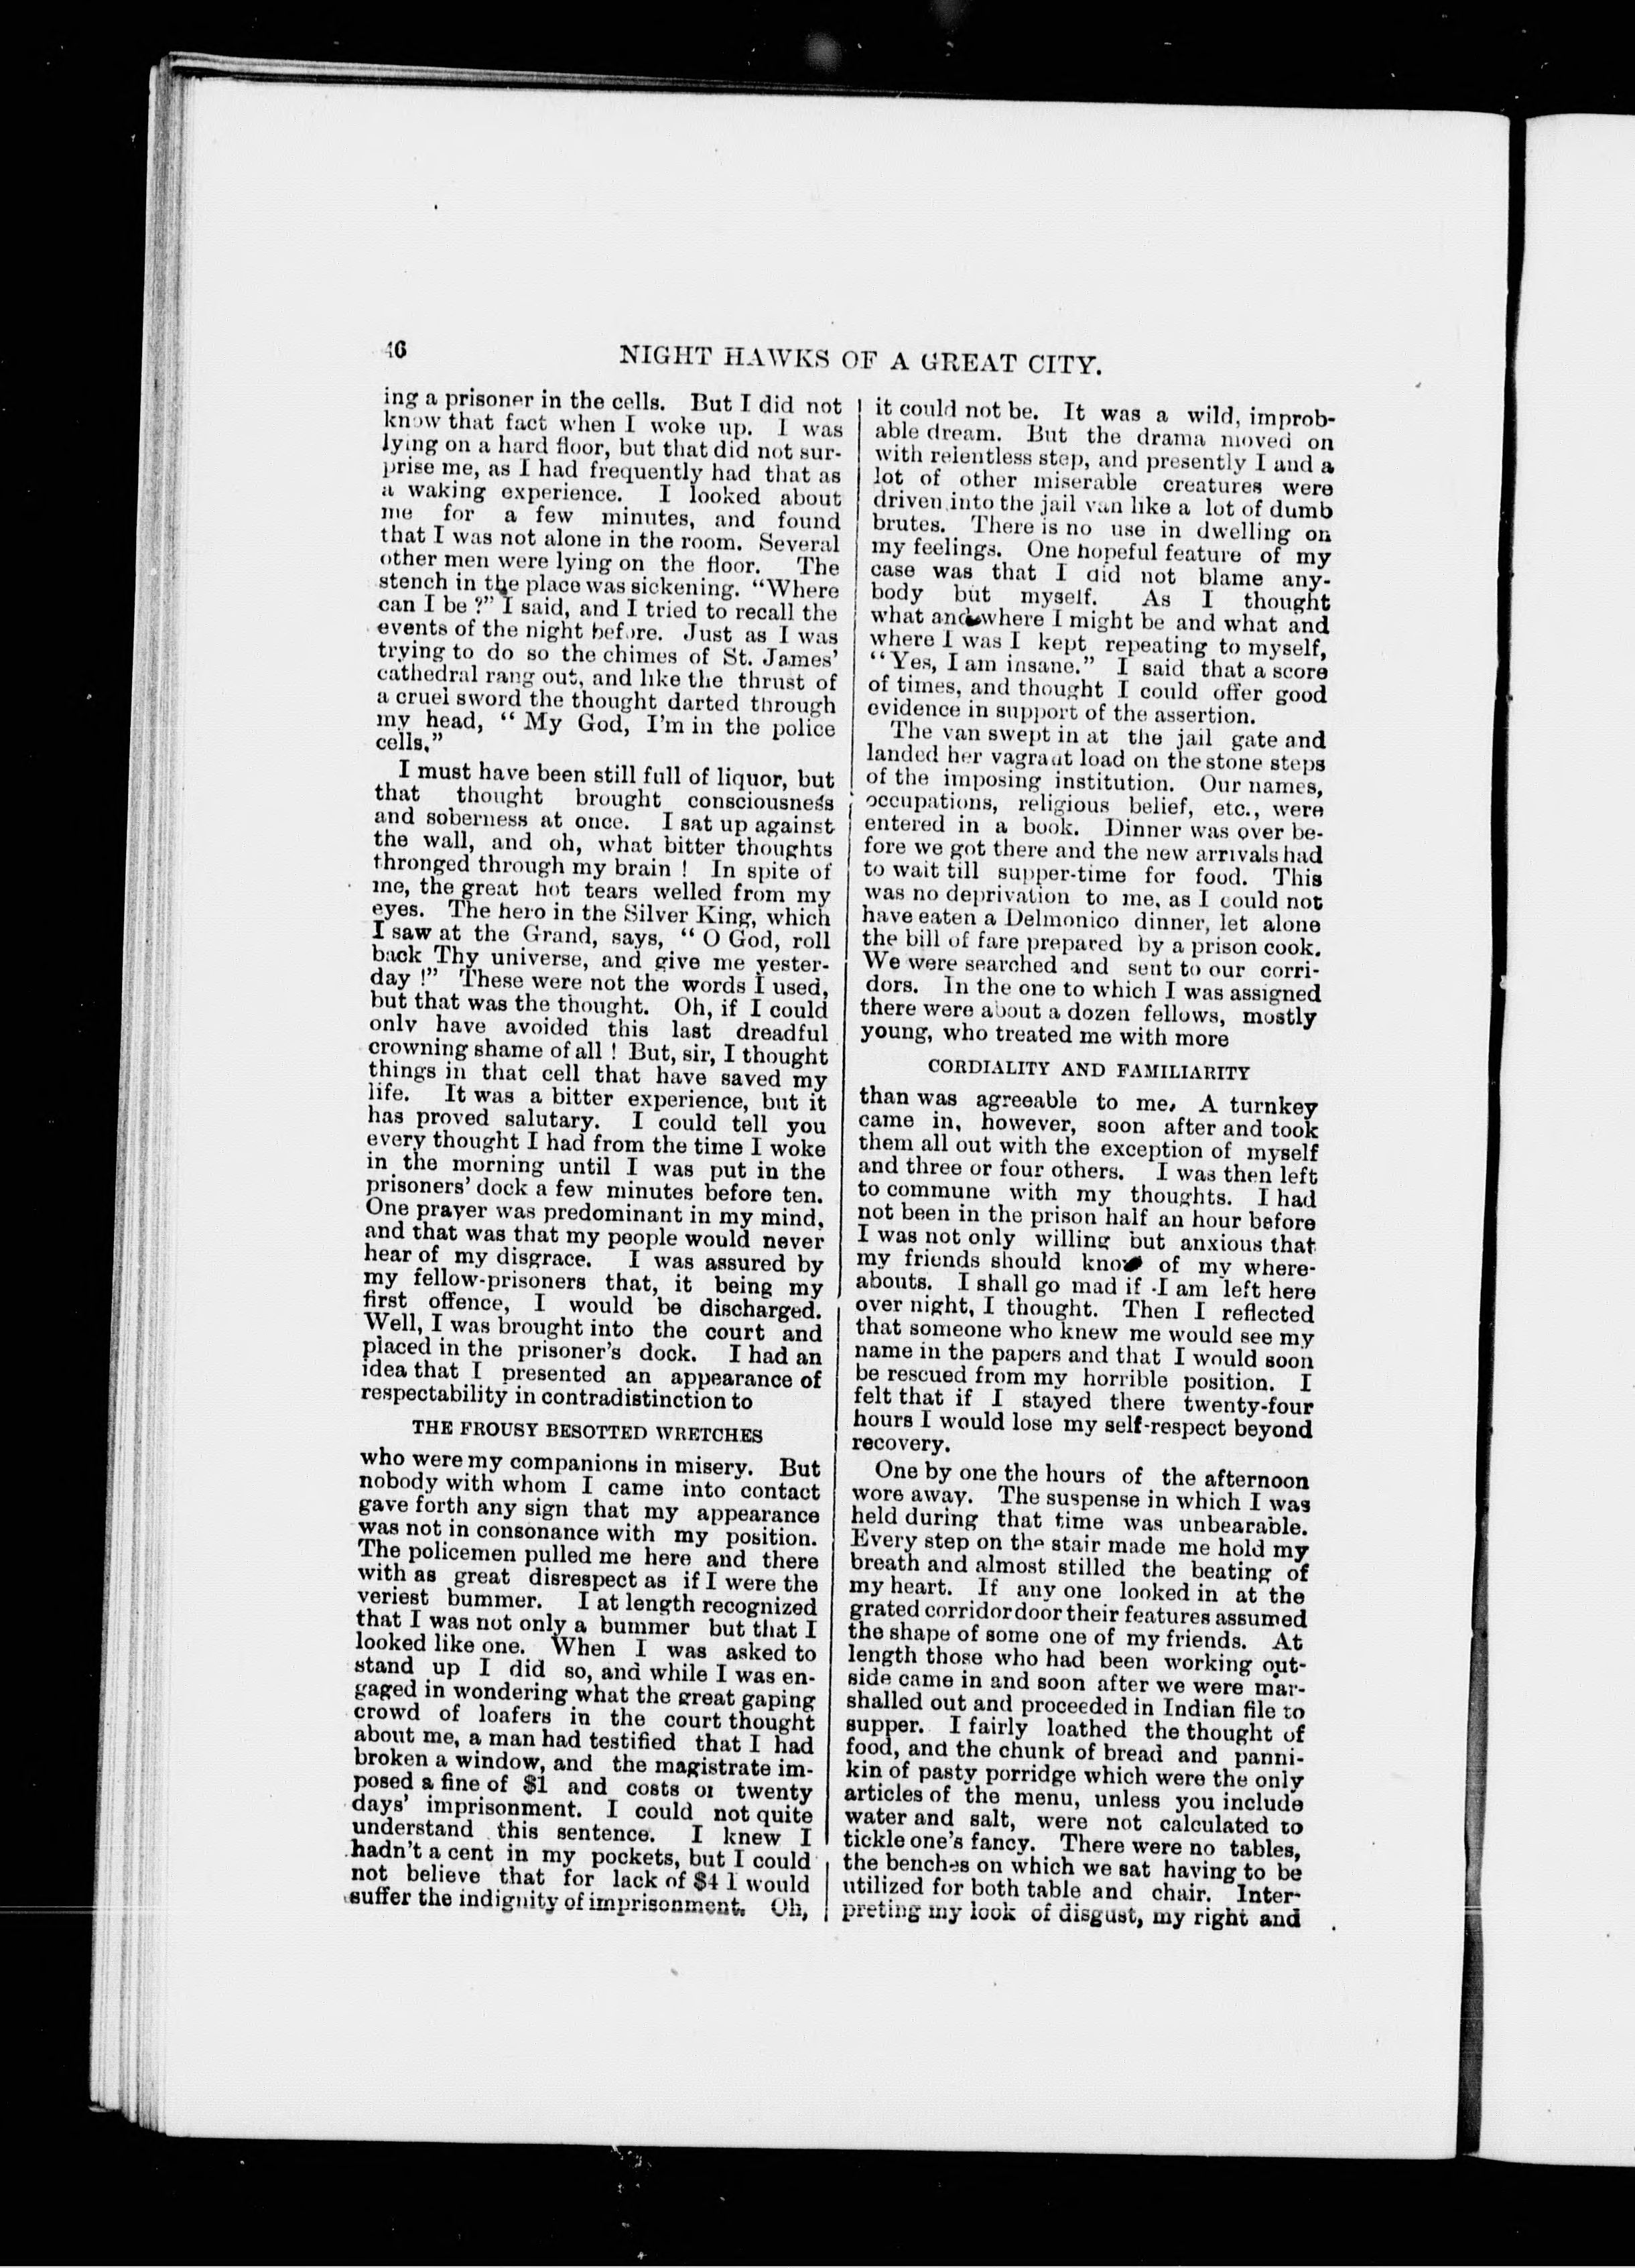 46
NIGHT HAWKS OF A GREAT CITY.
ing a prisoner in the cells. But I did not
know that fact when I woke up. I was
lying on a hard floor, but that did not sur-
prise me, as I had frequently had that as
a waking experience. I looked about
me for a few minutes, and found
that I was not alone in the room. Several
other men were lying on the floor. The
stench in the place was sickening. "Where
can I be ?" I said, and I tried to recall the
events of the night before. Just as I was
trying to do so the chimes of St. James'
cathedral rang out, and like the thrust of
a cruel sword the thought darted through
my head, " My God, I'm in the police
cells."
I must have been still full of liquor, but
that thought brought consciousness
and soberness at once. I sat up against
the wall, and oh, what bitter thoughts
thronged through my brain ! In spite of
me, the great hot tears welled from my
eyes. The hero in the Silver King, which
I saw at the Grand, says, " O God, roll
back Thy universe, and give me yester-
day !" These were not the words I used,
but that was the thought. Oh, if I could
only have avoided this last dreadful
crowning shame of all ! But, sir, I thought
things in that cell that have saved my
life. It was a bitter experience, but it
has proved salutary. I could tell you
every thought I had from the time I woke
in the morning until I was put in the
prisoners' dock a few minutes before ten.
One prayer was predominant in my mind,
and that was that my people would never
hear of my disgrace. I was assured by
my fellow-prisoners that, it being my
first offence, I would be discharged.
Well, I was brought into the court and
placed in the prisoner's dock. I had an
idea that I presented an appearance of
respectability in contradistinction to
THE FROUSY BESOTTED WRETCHES
who were my companions in misery. But
nobody with whom I came into contact
gave forth any sign that my appearance
was not in consonance with my position.
The policemen pulled me here and there
with as great disrespect as if I were the
veriest bummer. I at length recognized
that I was not only a bummer but that I
looked like one. When I was asked to
stand up I did so, and while I was en-
gaged in wondering what the great gaping
crowd of loafers in the court thought
about me, a man had testified that I had
broken a window, and the magistrate im-
posed a fine of $1 and costs or twenty
days' imprisonment. I could not quite
understand this sentence. I knew I
hadn't a cent in my pockets, but I could
not believe that for lack of $4 I would
suffer the indignity of imprisonment. Oh,
it could not be. It was a wild, improb-
able dream. But the drama moved on
with relentless step, and presently I and a
lot of other miserable creatures were
driven into the jail van like a lot of dumb
brutes. There is no use in dwelling on
my feelings. One hopeful feature of my
case was that I did not blame any-
body but myself. As I thought
what and where I might be and what and
where I was I kept repeating to myself,
"Yes, I am insane." I said that a score
of times, and thought I could offer good
evidence in support of the assertion.
The van swept in at the jail gate and
landed her vagrant load on the stone steps
of the imposing institution. Our names,
occupations, religious belief, etc., were
entered in a book. Dinner was over be-
fore we got there and the new arrivals had
to wait till supper-time for food. This
was no deprivation to me, as I could not
have eaten a Delmonico dinner, let alone
the bill of fare prepared by a prison cook.
We were searched and sent to our corri-
dors. In the one to which I was assigned
there were about a dozen fellows, mostly
young, who treated me with more
CORDIALITY AND FAMILIARITY
than was agreeable to me. A turnkey
came in, however, soon after and took
them all out with the exception of myself
and three or four others. I was then left
to commune with my thoughts. I had
not been in the prison half an hour before
I was not only willing but anxious that
my friends should know of my where-
abouts. I shall go mad if I am left here
over night, I thought. Then I reflected
that someone who knew me would see my
name in the papers and that I would soon
be rescued from my horrible position. I
felt that if I stayed there twenty-four
hours I would lose my self-respect beyond
recovery.
One by one the hours of the afternoon
wore away. The suspense in which I was
held during that time was unbearable.
Every step on the stair made me hold my
breath and almost stilled the beating of
my heart. If any one looked in at the
grated corridor door their features assumed
the shape of some one of my friends. At
length those who had been working out-
side came in and soon after we were mar-
shalled out and proceeded in Indian file to
supper. I fairly loathed the thought of
food, and the chunk of bread and panni-
kin of pasty porridge which were the only
articles of the menu, unless you include
water and salt, were not calculated to
tickle one's fancy. There were no tables,
the benches on which we sat having to be
utilized for both table and chair. Inter-
preting my look of disgust, my right and